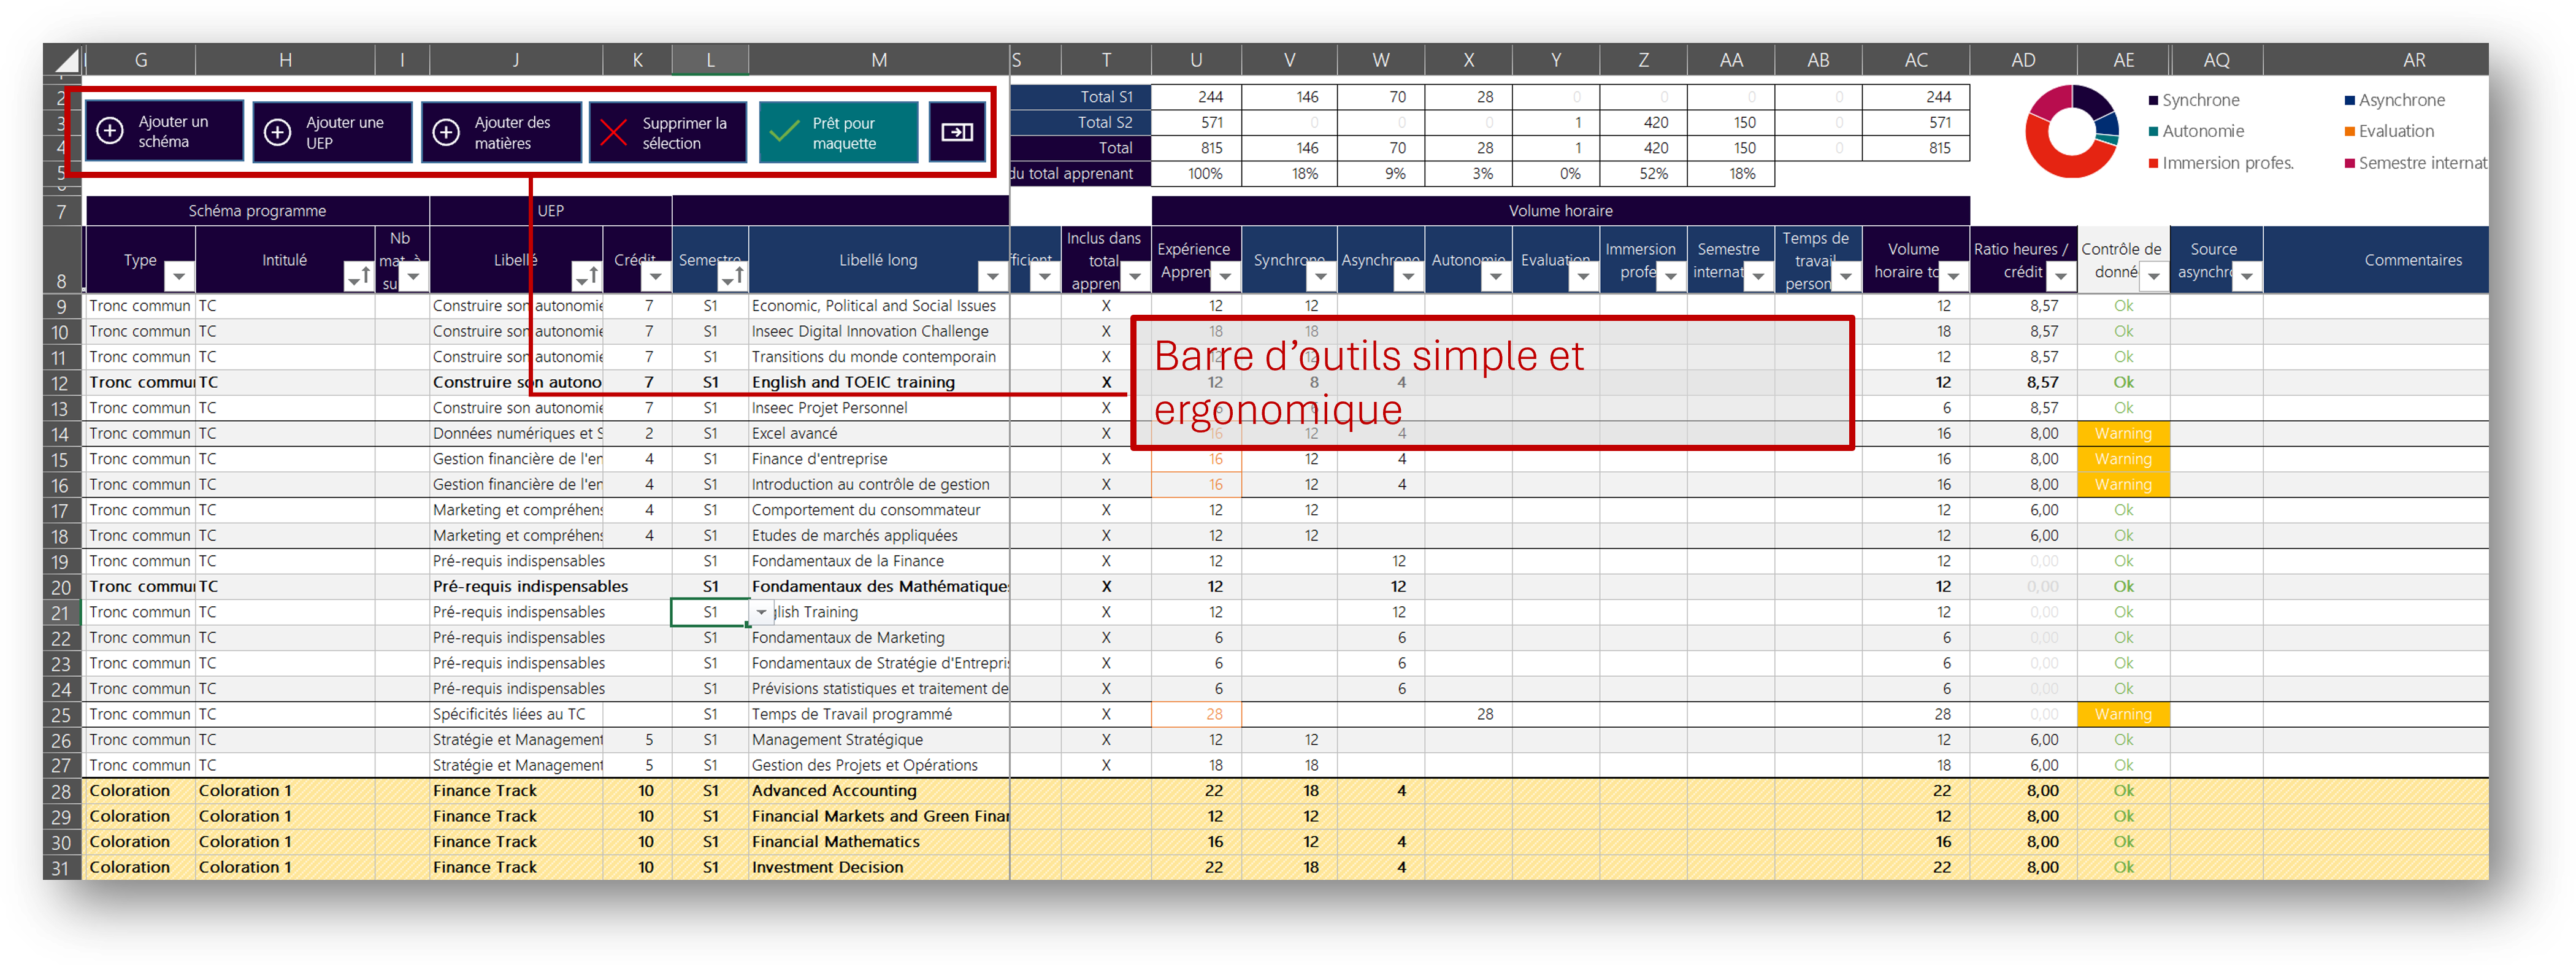 G H I J K L M S T U V W X Y Z AA AB AC AD AE AQ AR
2 Total S1 244 146 70 28 0 0 0 0 244
Ajouter un schéma
Ajouter une UEP
Ajouter des matières
Supprimer la sélection
Prêt pour maquette
3 Total S2 571 0 0 0 1 420 150 0 571
4 Total 815 146 70 28 1 420 150 0 815
5 du total apprenant 100% 18% 9% 3% 0% 52% 18%
Synchrone Asynchrone
Autonomie Evaluation
Immersion profes. Semestre internat
7 Schéma programme UEP Volume horaire
8 Type Intitulé Nb mat. à su Libellé Crédit Semestre Libellé long ficient Inclus dans total appren Expérience Appren Synchrone Asynchrone Autonomie Evaluation Immersion profe Semestre internat Temps de travail person Volume horaire to Ratio heures / crédit Contrôle de donné Source asynchro Commentaires
9 Tronc commun TC Construire son autonomie 7 S1 Economic, Political and Social Issues X 12 12 12 8,57 Ok
10 Tronc commun TC Construire son autonomie 7 S1 Inseec Digital Innovation Challenge X 18 18 18 8,57 Ok
11 Tronc commun TC Construire son autonomie 7 S1 Transitions du monde contemporain X 12 12 12 8,57 Ok
Barre d’outils simple et
ergonomique
12 Tronc commun TC Construire son autono 7 S1 English and TOEIC training X 12 8 4 12 8,57 Ok
13 Tronc commun TC Construire son autonomie 7 S1 Inseec Projet Personnel X 6 8,57 Ok
14 Tronc commun TC Données numériques et S 2 S1 Excel avancé X 16 12 4 16 8,00 Warning
15 Tronc commun TC Gestion financière de l'en 4 S1 Finance d'entreprise X 16 12 4 16 8,00 Warning
16 Tronc commun TC Gestion financière de l'en 4 S1 Introduction au contrôle de gestion X 16 12 4 16 8,00 Warning
17 Tronc commun TC Marketing et compréhens 4 S1 Comportement du consommateur X 12 12 12 6,00 Ok
18 Tronc commun TC Marketing et compréhens 4 S1 Etudes de marchés appliquées X 12 12 12 6,00 Ok
19 Tronc commun TC Pré-requis indispensables S1 Fondamentaux de la Finance X 12 12 12 0,00 Ok
20 Tronc commun TC Pré-requis indispensables S1 Fondamentaux des Mathématiques X 12 12 12 0,00 Ok
21 Tronc commun TC Pré-requis indispensables S1 glish Training X 12 12 12 0,00 Ok
22 Tronc commun TC Pré-requis indispensables S1 Fondamentaux de Marketing X 6 6 6 0,00 Ok
23 Tronc commun TC Pré-requis indispensables S1 Fondamentaux de Stratégie d'Entrepris X 6 6 6 0,00 Ok
24 Tronc commun TC Pré-requis indispensables S1 Prévisions statistiques et traitement de X 6 6 6 0,00 Ok
25 Tronc commun TC Spécificités liées au TC S1 Temps de Travail programmé X 28 28 28 0,00 Warning
26 Tronc commun TC Stratégie et Management 5 S1 Management Stratégique X 12 12 12 6,00 Ok
27 Tronc commun TC Stratégie et Management 5 S1 Gestion des Projets et Opérations X 18 18 18 6,00 Ok
28 Coloration Coloration 1 Finance Track 10 S1 Advanced Accounting 22 18 4 22 8,00 Ok
29 Coloration Coloration 1 Finance Track 10 S1 Financial Markets and Green Finan 12 12 12 8,00 Ok
30 Coloration Coloration 1 Finance Track 10 S1 Financial Mathematics 16 12 4 16 8,00 Ok
31 Coloration Coloration 1 Finance Track 10 S1 Investment Decision 22 18 4 22 8,00 Ok